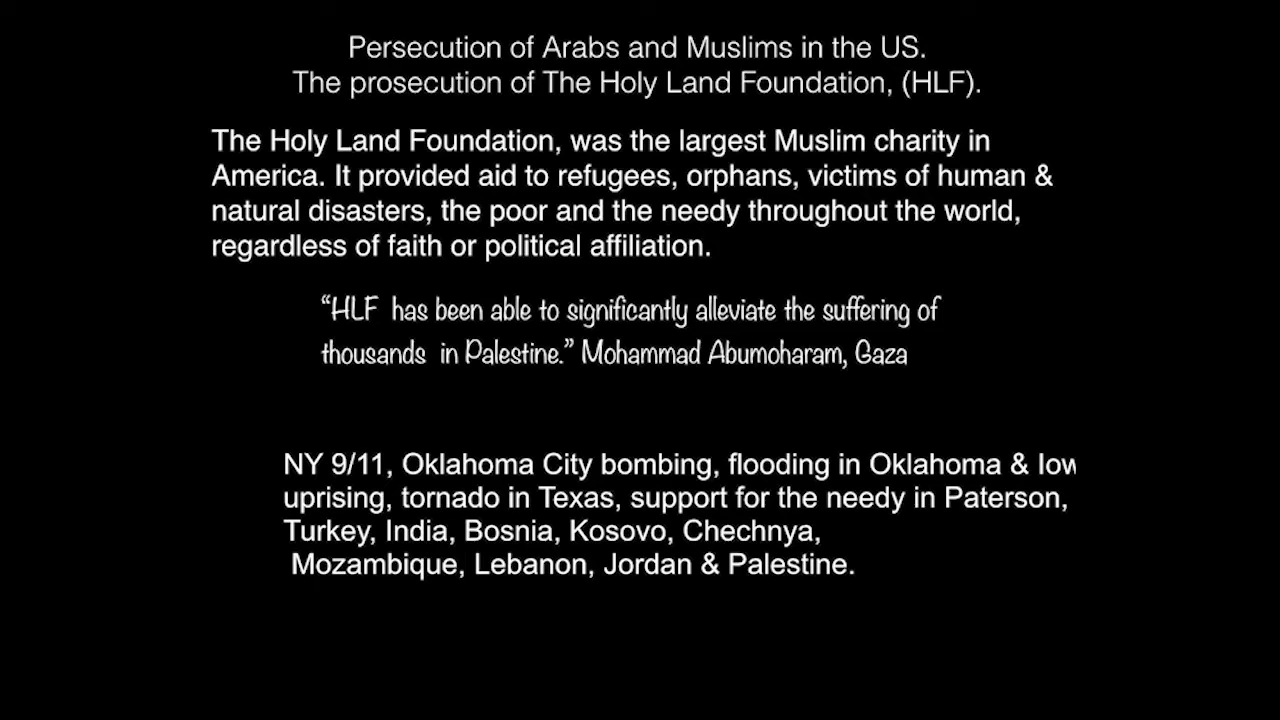 Persecution of Arabs and Muslims in the US.
The prosecution of The Holy Land Foundation, (HLF).
The Holy Land Foundation, was the largest Muslim charity in
America. It provided aid to refugees, orphans, victims of human &
natural disasters, the poor and the needy throughout the world,
regardless of faith or political affiliation.
“HLF has been able to significantly alleviate the suffering of
thousands in Palestine.” Mohammad Abumoharam, Gaza
NY 9/11, Oklahoma City bombing, flooding in Oklahoma &
uprising, tornado in Texas, support for the needy in Paterson,
Turkey, India, Bosnia, Kosovo, Chechnya,
Mozambique, Lebanon, Jordan & Palestine.